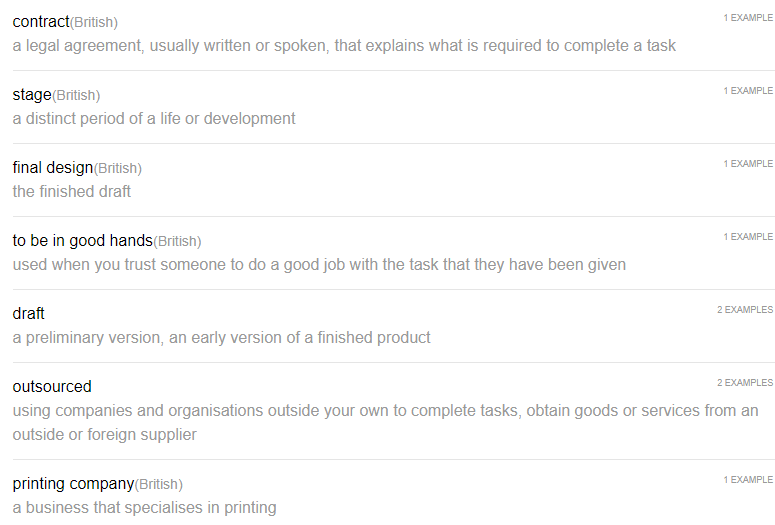 contract(British) 1 EXAMPLE
a legal agreement, usually written or spoken, that explains what is required to complete a task
stage(British) 1 EXAMPLE
a distinct period of a life or development
final design(British) 1 EXAMPLE
the finished draft
to be in good hands(British) 1 EXAMPLE
used when you trust someone to do a good job with the task that they have been given
draft 2 EXAMPLES
a preliminary version, an early version of a finished product
outsourced 2 EXAMPLES
using companies and organisations outside your own to complete tasks, obtain goods or services from an
outside or foreign supplier
printing company(British) 1 EXAMPLE
a business that specialises in printing